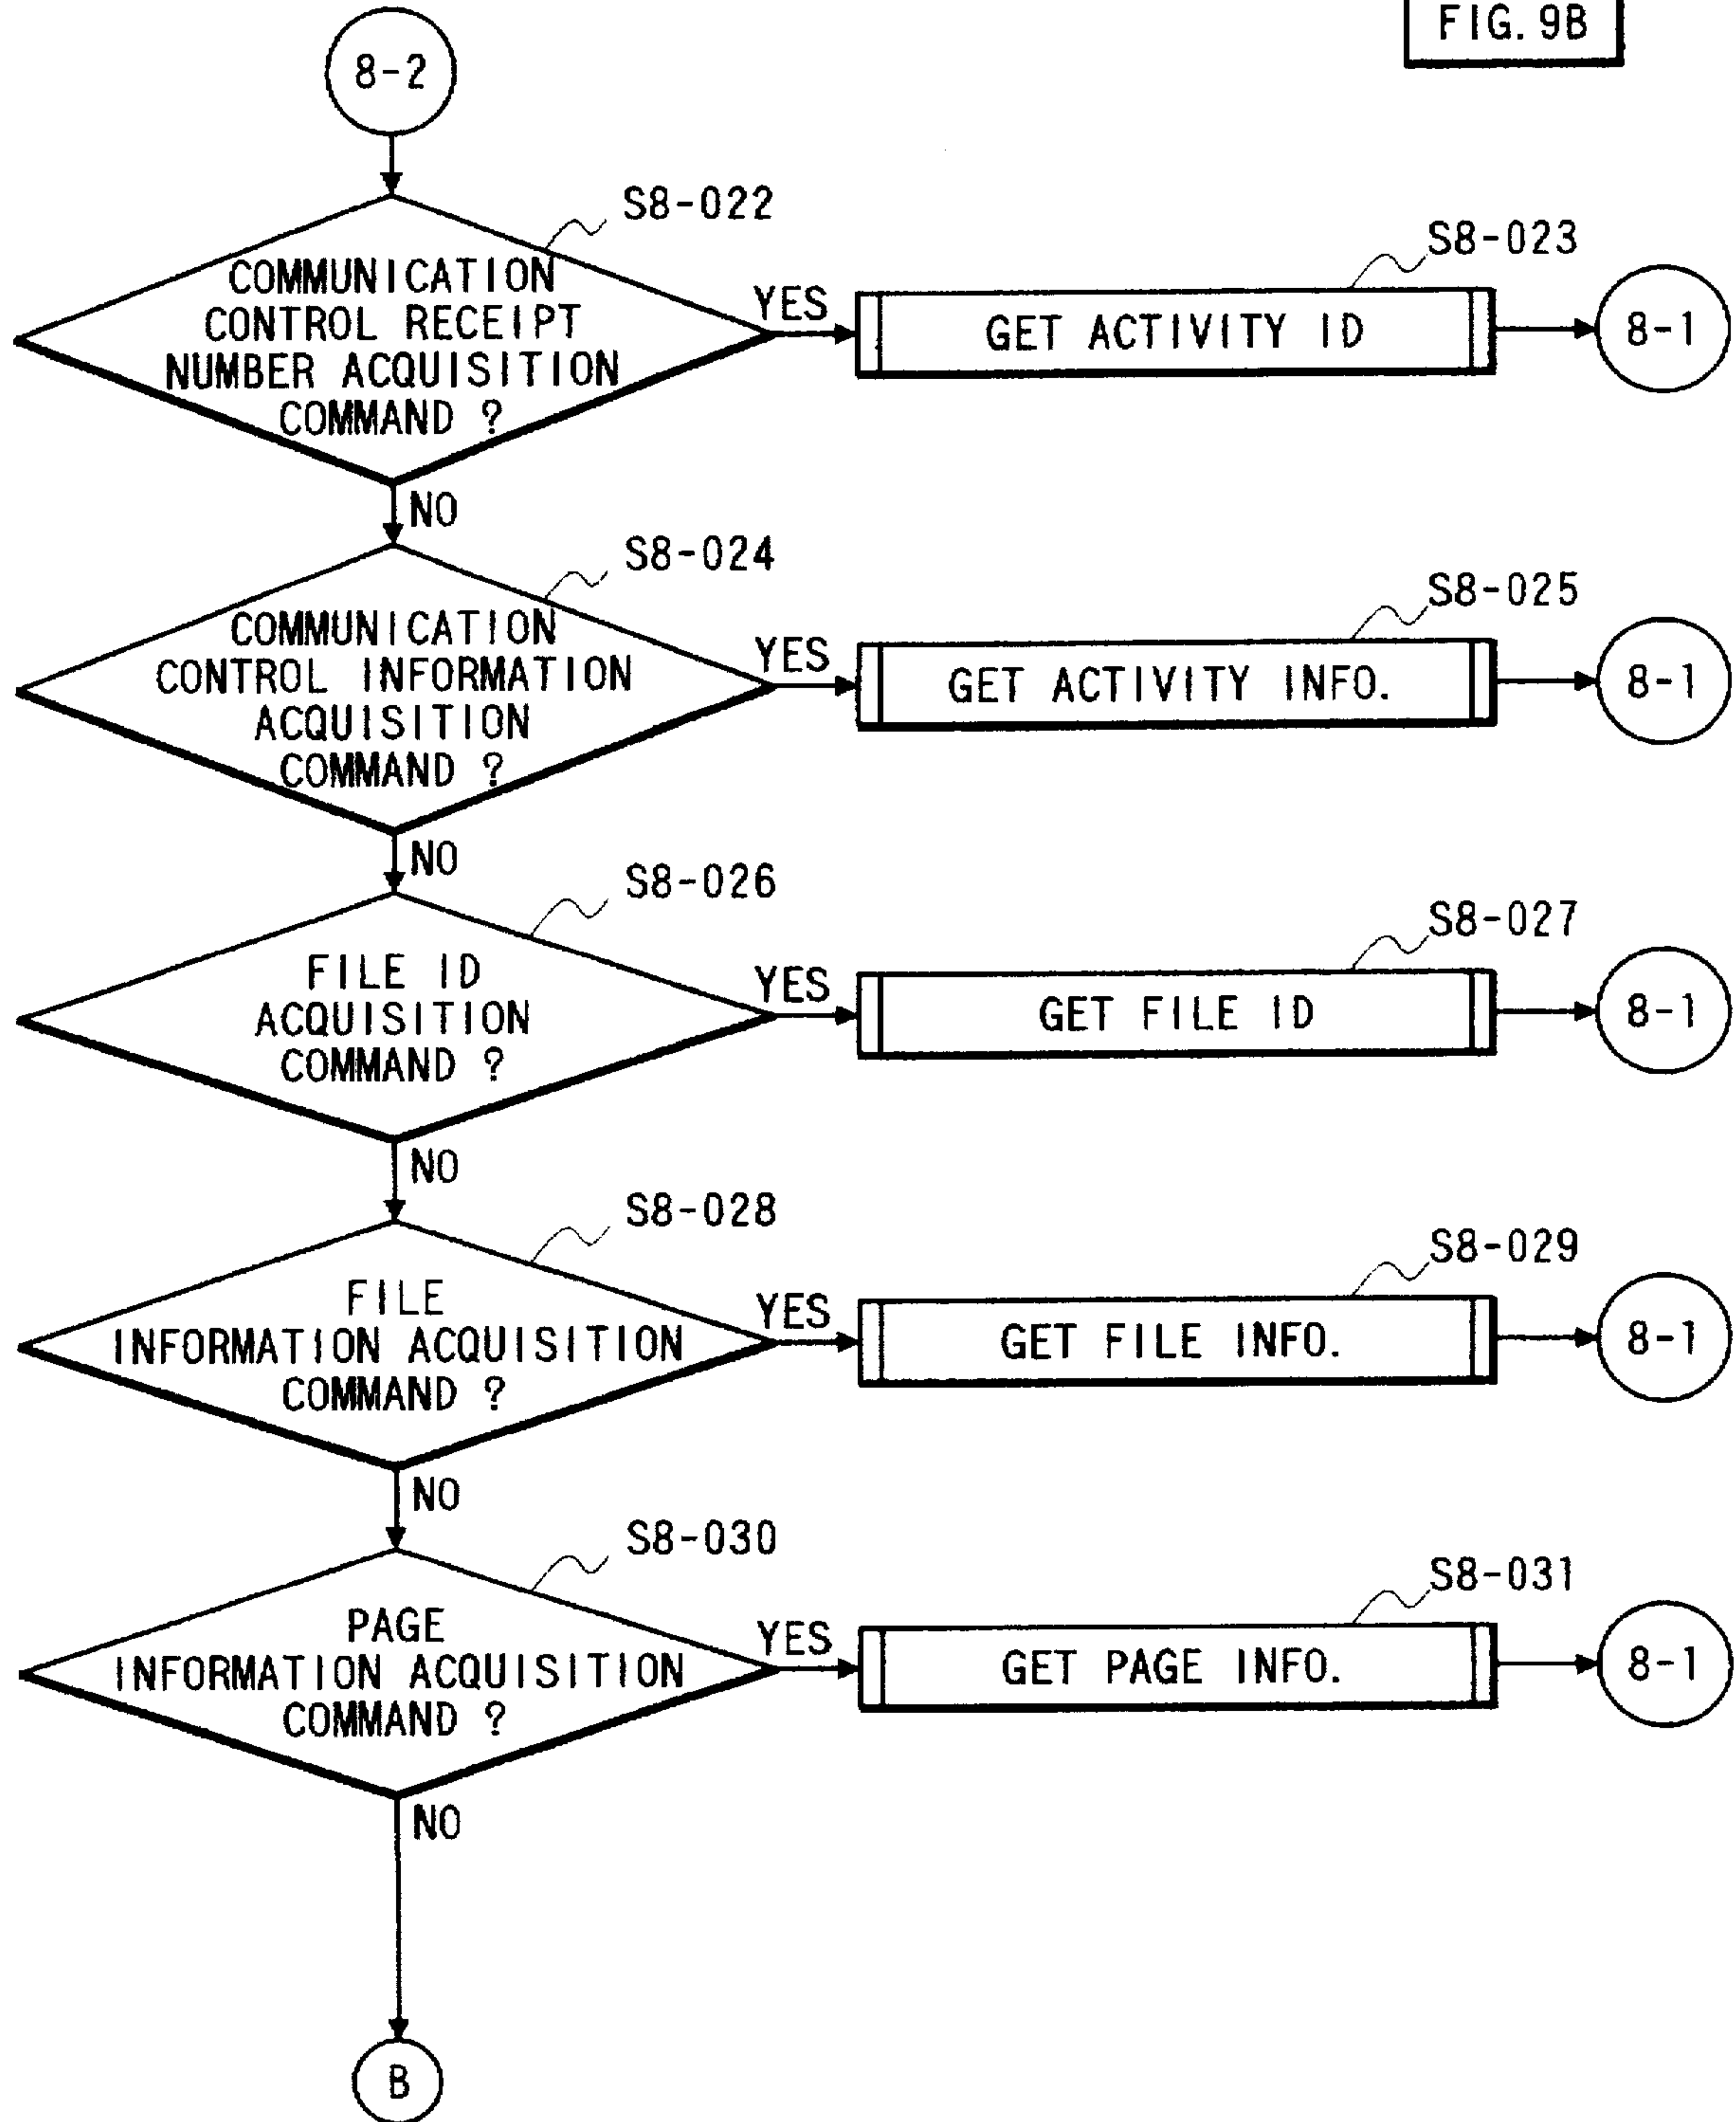 FIG. 9B
8-2
S8-022
COMMUNICATION
CONTROL RECEIPT
NUMBER ACQUISITION
COMMAND ?
YES
S8-023
GET ACTIVITY ID
8-1
NO
S8-024
COMMUNICATION
CONTROL INFORMATION
ACQUISITION
COMMAND ?
YES
S8-025
GET ACTIVITY INFO.
8-1
NO
S8-026
FILE ID
ACQUISITION
COMMAND ?
YES
S8-027
GET FILE ID
8-1
NO
S8-028
FILE
INFORMATION ACQUISITION
COMMAND ?
YES
S8-029
GET FILE INFO.
8-1
NO
S8-030
PAGE
INFORMATION ACQUISITION
COMMAND ?
YES
S8-031
GET PAGE INFO.
8-1
NO
B